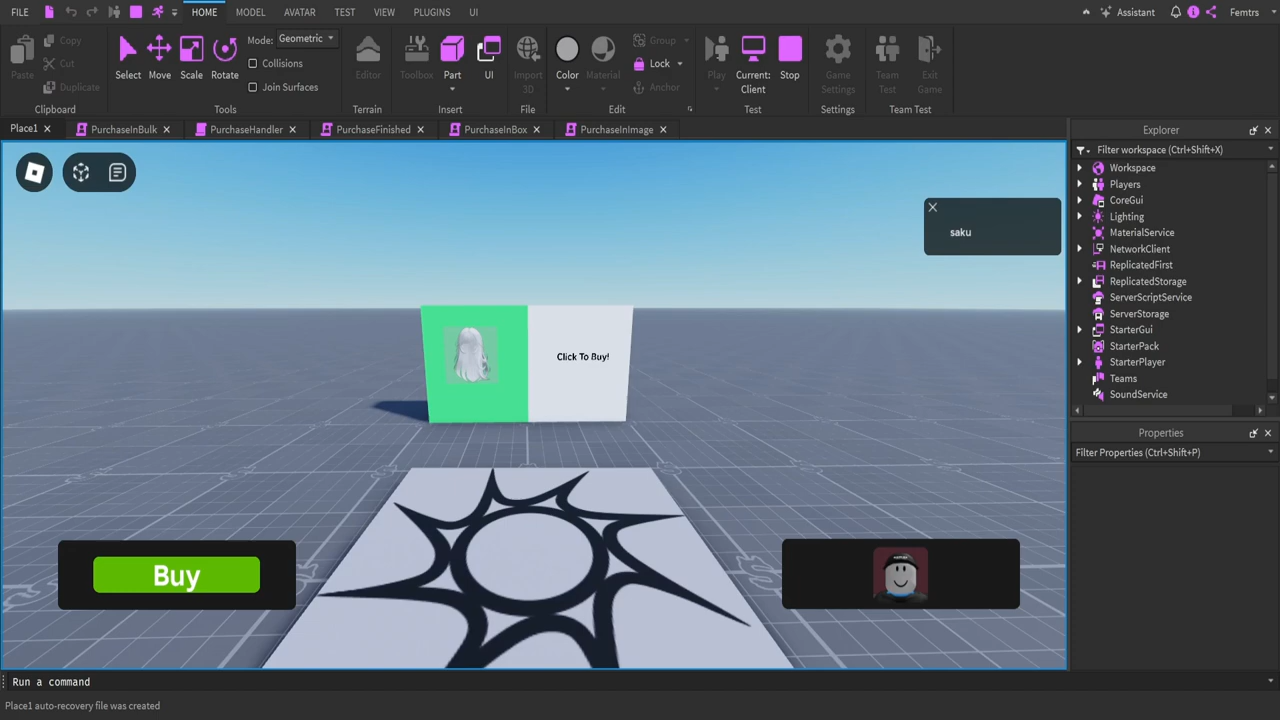 FILE HOME MODEL AVATAR TEST VIEW PLUGINS UI Assistant Femtrs
Paste Copy Cut Duplicate Clipboard
Select Move Scale Rotate Mode: Geometric Collisions Join Surfaces Tools
Editor Terrain
Toolbox Part UI Insert
Import 3D File
Color Material Group Lock Anchor Edit
Play Current: Client Stop Test
Game Settings Settings
Team Test Exit Game Team Test
Place1 PurchaseInBulk PurchaseHandler PurchaseFinished PurchaseInBox PurchaseInImage
saku
Click To Buy!
Buy
Explorer
Filter workspace (Ctrl+Shift+X)
Workspace
Players
CoreGui
Lighting
MaterialService
NetworkClient
ReplicatedFirst
ReplicatedStorage
ServerScriptService
ServerStorage
StarterGui
StarterPack
StarterPlayer
Teams
SoundService
Properties
Filter Properties (Ctrl+Shift+P)
Run a command
Place1 auto-recovery file was created